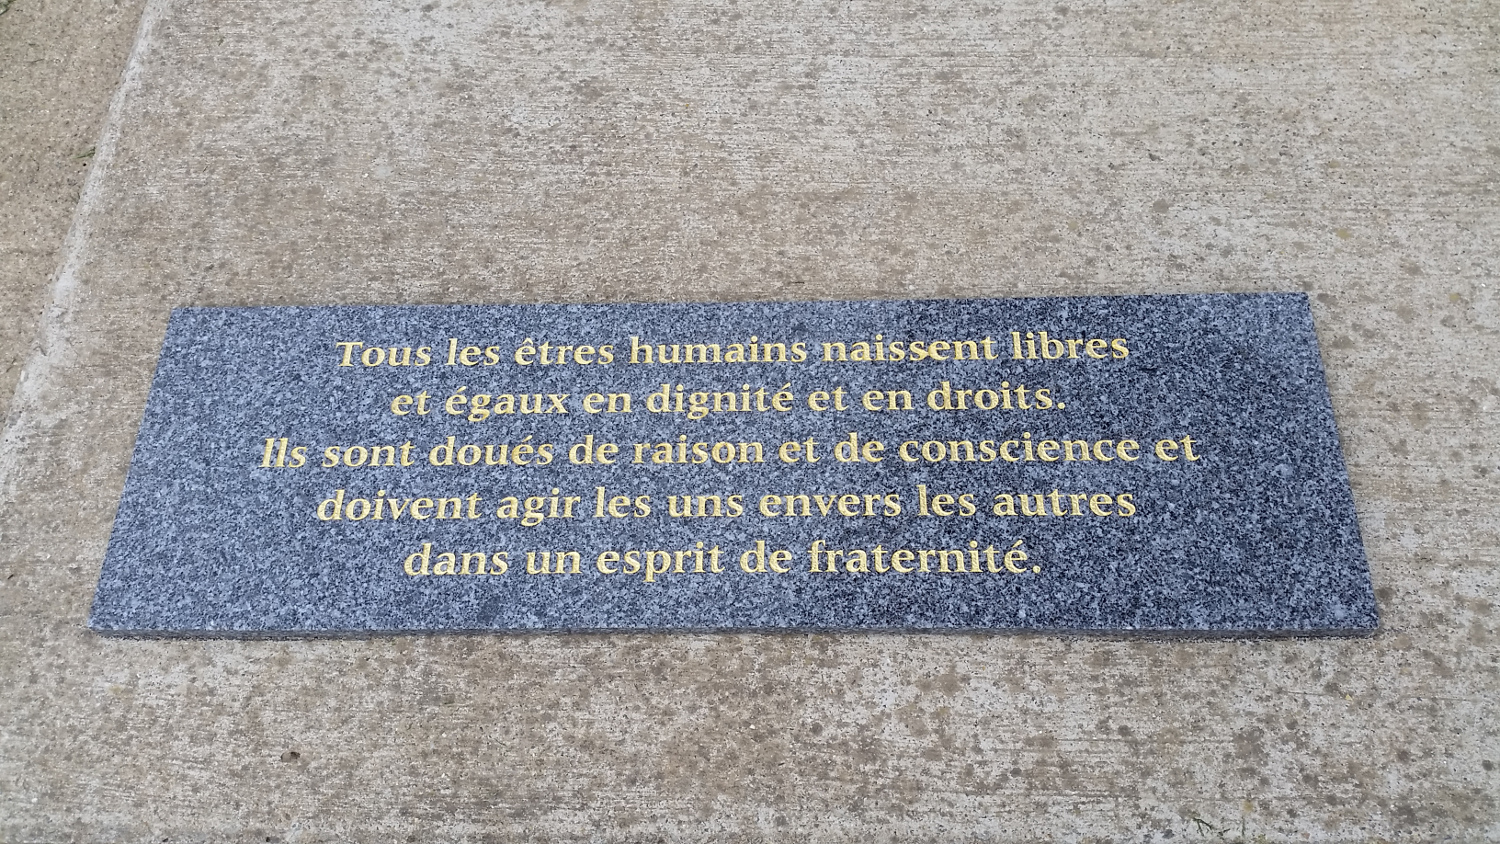 Tous les êtres humains naissent libres
et égaux en dignité et en droits.
Ils sont doués de raison et de conscience et
doivent agir les uns envers les autres
dans un esprit de fraternité.